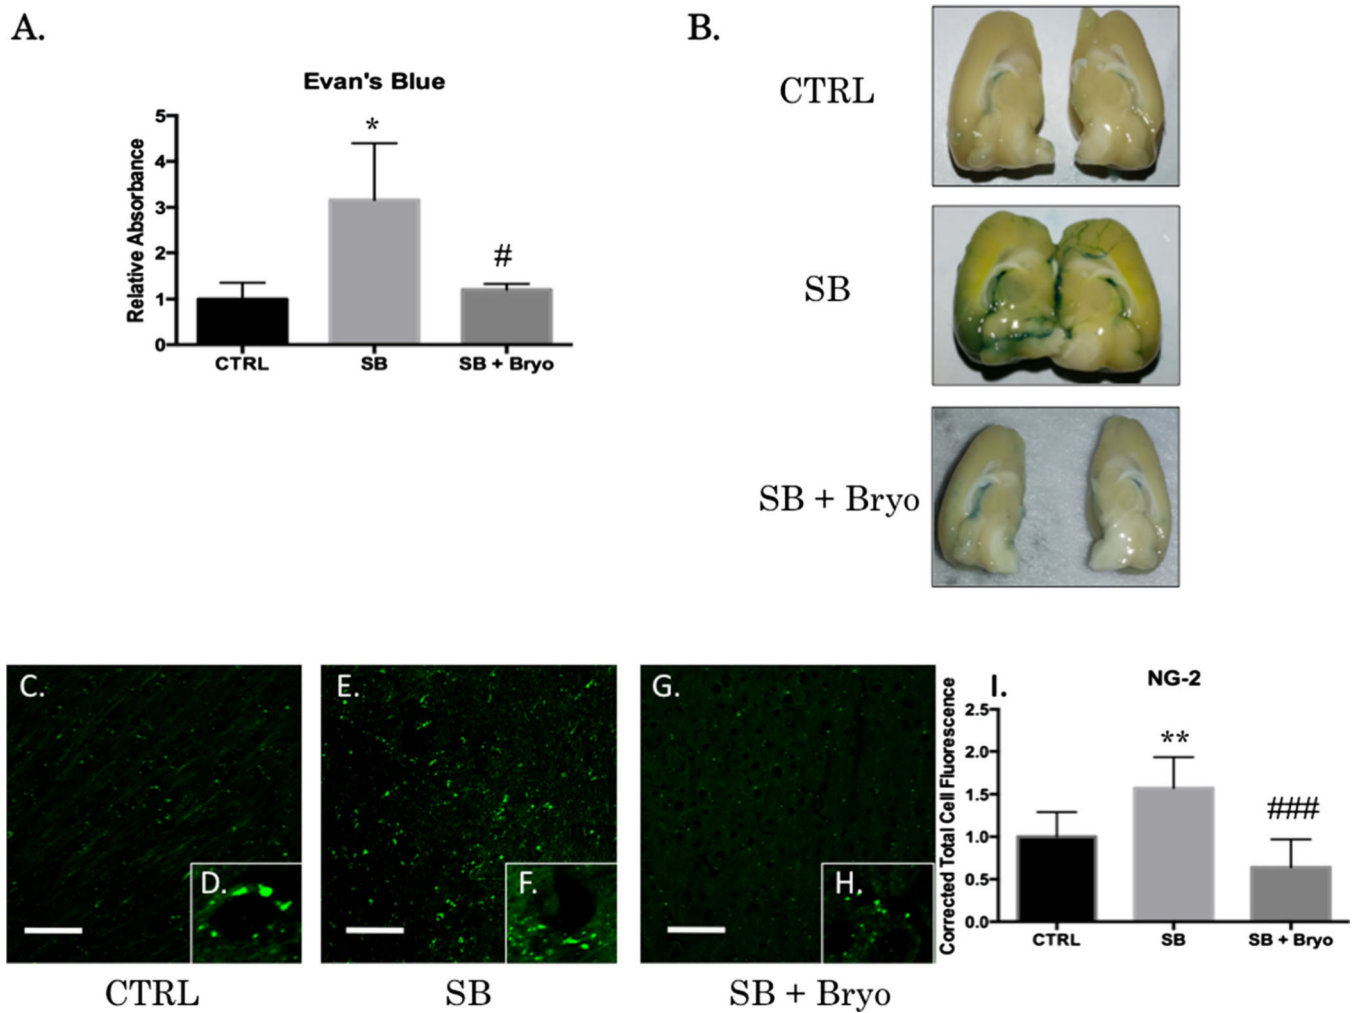 A.
Evan's Blue
Relative Absorbance
5
4
3
2
1
0
*
#
CTRL SB SB + Bryo
B.
CTRL
SB
SB + Bryo
C.
D.
CTRL
E.
F.
SB
G.
H.
SB + Bryo
I.
NG-2
Corrected Total Cell Fluorescence
2.5
2.0
1.5
1.0
0.5
0.0
**
###
CTRL SB SB + Bryo